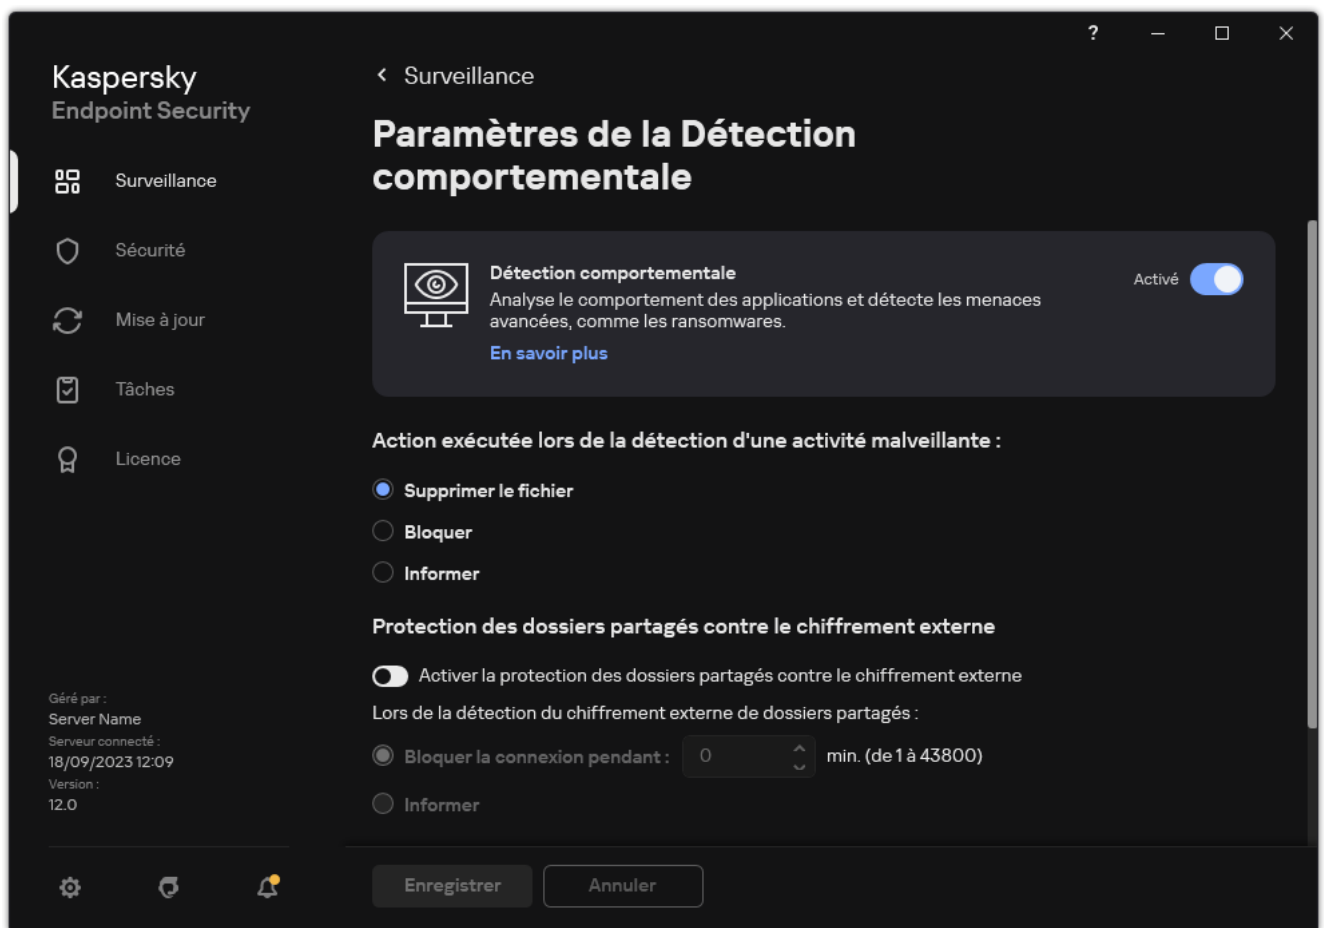 ?
Kaspersky
Endpoint Security
Surveillance
Sécurité
Mise à jour
Tâches
Licence
Géré par :
Server Name
Serveur connecté :
18/09/2023 12:09
Version :
12.0
Surveillance
Paramètres de la Détection
comportementale
Détection comportementale
Analyse le comportement des applications et détecte les menaces
avancées, comme les ransomwares.
En savoir plus
Activé
Action exécutée lors de la détection d'une activité malveillante :
Supprimer le fichier
Bloquer
Informer
Protection des dossiers partagés contre le chiffrement externe
Activer la protection des dossiers partagés contre le chiffrement externe
Lors de la détection du chiffrement externe de dossiers partagés :
Bloquer la connexion pendant : 0 min. (de 1 à 43800)
Informer
Enregistrer
Annuler